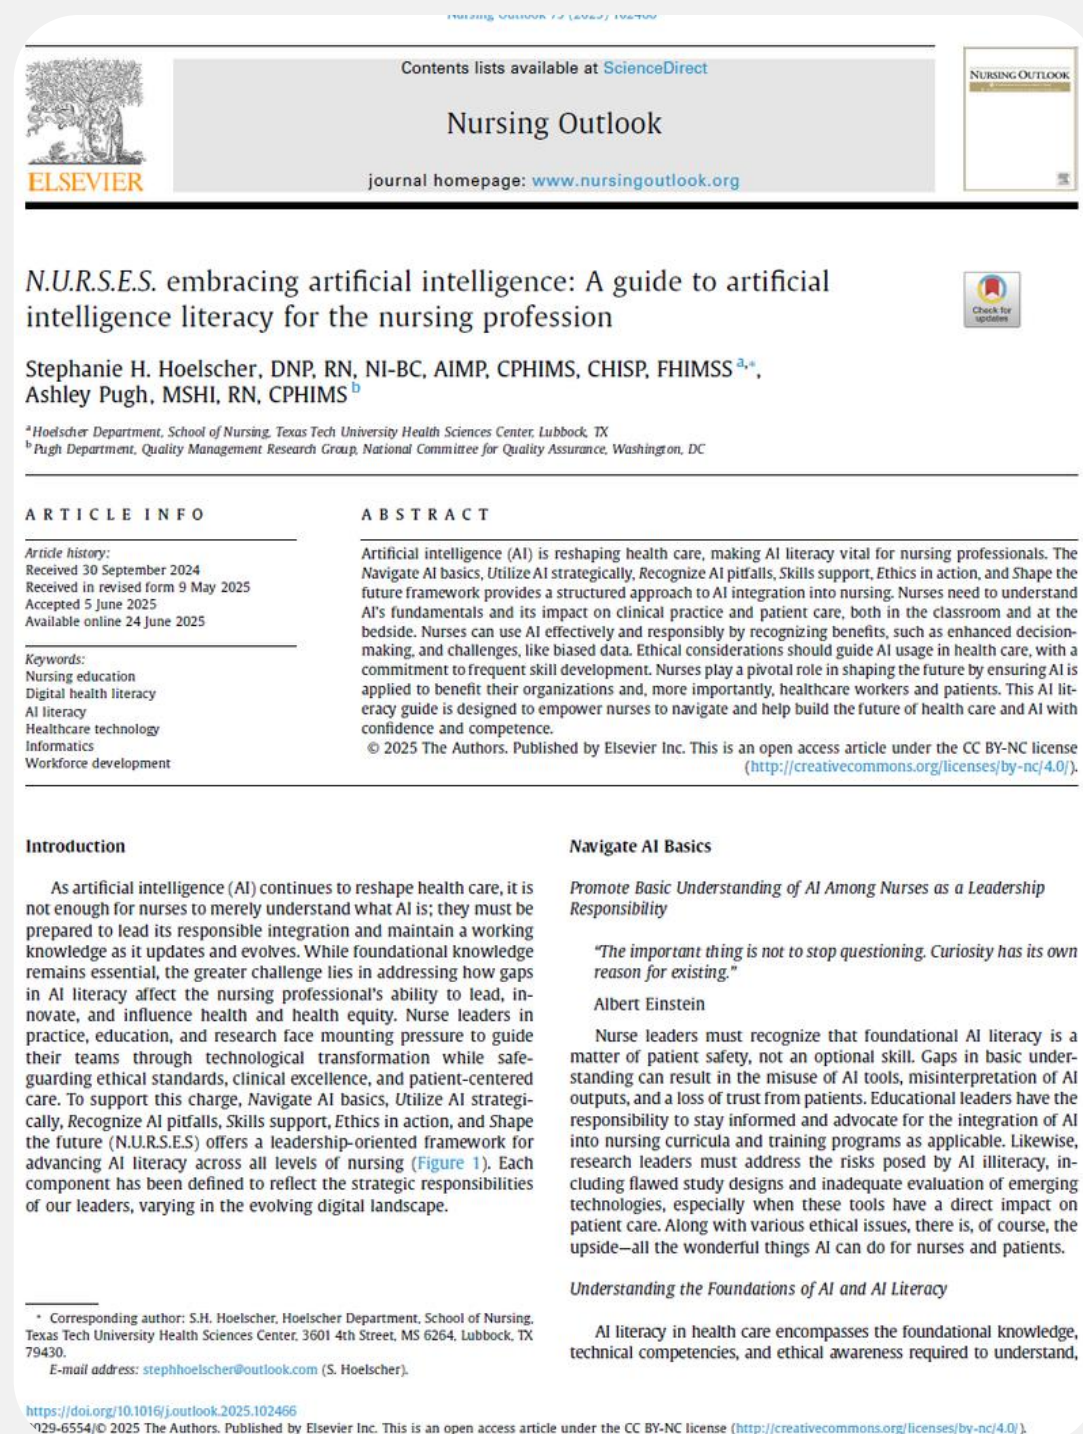 Nursing Outlook 73 (2025) 102466
Contents lists available at ScienceDirect
Nursing Outlook
journal homepage: www.nursingoutlook.org
ELSEVIER
NURSING OUTLOOK
N.U.R.S.E.S. embracing artificial intelligence: A guide to artificial
intelligence literacy for the nursing profession
Check for
updates
Stephanie H. Hoelscher, DNP, RN, NI-BC, AIMP, CPHIMS, CHISP, FHIMSS a,*,
Ashley Pugh, MSHI, RN, CPHIMS b
a Hoelscher Department, School of Nursing, Texas Tech University Health Sciences Center, Lubbock, TX
b Pugh Department, Quality Management Research Group, National Committee for Quality Assurance, Washington, DC
ARTICLE INFO
Article history:
Received 30 September 2024
Received in revised form 9 May 2025
Accepted 5 June 2025
Available online 24 June 2025
Keywords:
Nursing education
Digital health literacy
AI literacy
Healthcare technology
Informatics
Workforce development
ABSTRACT
Artificial intelligence (AI) is reshaping health care, making AI literacy vital for nursing professionals. The
Navigate AI basics, Utilize AI strategically, Recognize AI pitfalls, Skills support, Ethics in action, and Shape the
future framework provides a structured approach to AI integration into nursing. Nurses need to understand
AI's fundamentals and its impact on clinical practice and patient care, both in the classroom and at the
bedside. Nurses can use AI effectively and responsibly by recognizing benefits, such as enhanced decision-
making, and challenges, like biased data. Ethical considerations should guide AI usage in health care, with a
commitment to frequent skill development. Nurses play a pivotal role in shaping the future by ensuring AI is
applied to benefit their organizations and, more importantly, healthcare workers and patients. This AI lit-
eracy guide is designed to empower nurses to navigate and help build the future of health care and AI with
confidence and competence.
© 2025 The Authors. Published by Elsevier Inc. This is an open access article under the CC BY-NC license
(http://creativecommons.org/licenses/by-nc/4.0/).
Introduction
As artificial intelligence (AI) continues to reshape health care, it is
not enough for nurses to merely understand what AI is; they must be
prepared to lead its responsible integration and maintain a working
knowledge as it updates and evolves. While foundational knowledge
remains essential, the greater challenge lies in addressing how gaps
in AI literacy affect the nursing professional's ability to lead, in-
novate, and influence health and health equity. Nurse leaders in
practice, education, and research face mounting pressure to guide
their teams through technological transformation while safe-
guarding ethical standards, clinical excellence, and patient-centered
care. To support this charge, Navigate AI basics, Utilize AI strategi-
cally, Recognize AI pitfalls, Skills support, Ethics in action, and Shape
the future (N.U.R.S.E.S) offers a leadership-oriented framework for
advancing AI literacy across all levels of nursing (Figure 1). Each
component has been defined to reflect the strategic responsibilities
of our leaders, varying in the evolving digital landscape.
* Corresponding author: S.H. Hoelscher, Hoelscher Department, School of Nursing,
Texas Tech University Health Sciences Center, 3601 4th Street, MS 6264, Lubbock, TX
79430.
E-mail address: stephhoelscher@outlook.com (S. Hoelscher).
Navigate AI Basics
Promote Basic Understanding of AI Among Nurses as a Leadership
Responsibility
"The important thing is not to stop questioning. Curiosity has its own
reason for existing."
Albert Einstein
Nurse leaders must recognize that foundational AI literacy is a
matter of patient safety, not an optional skill. Gaps in basic under-
standing can result in the misuse of AI tools, misinterpretation of AI
outputs, and a loss of trust from patients. Educational leaders have the
responsibility to stay informed and advocate for the integration of AI
into nursing curricula and training programs as applicable. Likewise,
research leaders must address the risks posed by AI illiteracy, in-
cluding flawed study designs and inadequate evaluation of emerging
technologies, especially when these tools have a direct impact on
patient care. Along with various ethical issues, there is, of course, the
upside—all the wonderful things AI can do for nurses and patients.
Understanding the Foundations of AI and AI Literacy
AI literacy in health care encompasses the foundational knowledge,
technical competencies, and ethical awareness required to understand,
https://doi.org/10.1016/j.outlook.2025.102466
029-6554/© 2025 The Authors. Published by Elsevier Inc. This is an open access article under the CC BY-NC license (http://creativecommons.org/licenses/by-nc/4.0/).